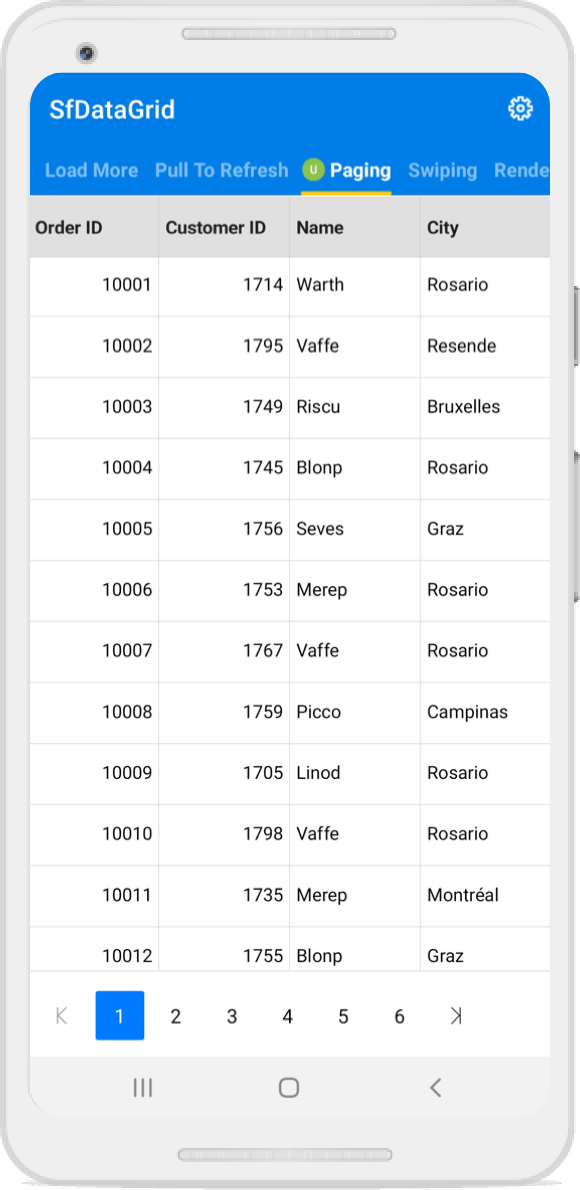 SfDataGrid
Load More Pull To Refresh U Paging Swiping Rende
Order ID Customer ID Name City
10001 1714 Warth Rosario
10002 1795 Vaffe Resende
10003 1749 Riscu Bruxelles
10004 1745 Blonp Rosario
10005 1756 Seves Graz
10006 1753 Merep Rosario
10007 1767 Vaffe Rosario
10008 1759 Picco Campinas
10009 1705 Linod Rosario
10010 1798 Vaffe Rosario
10011 1735 Merep Montréal
10012 1755 Blonp Graz
1 2 3 4 5 6